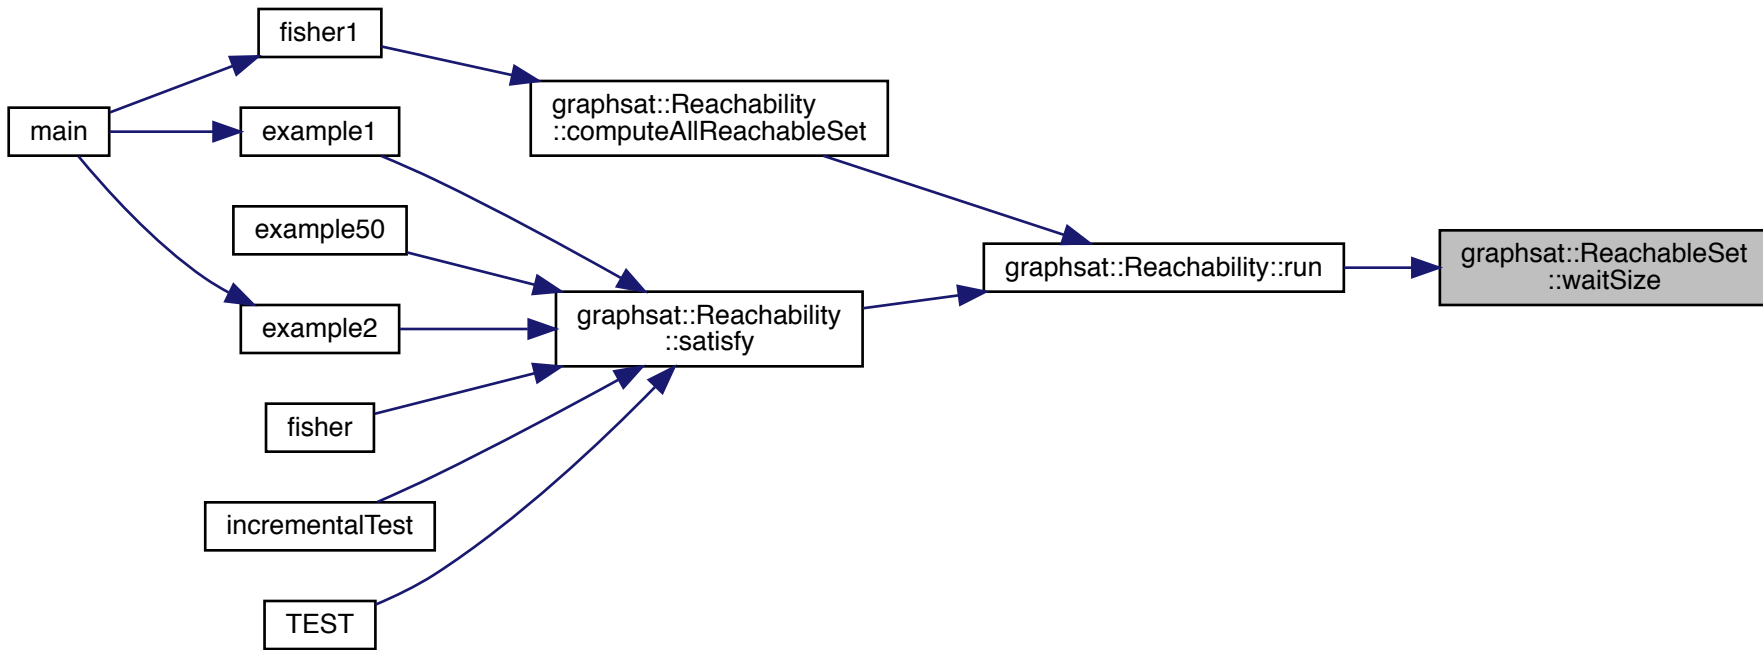 fisher1
graphsat::Reachability
::computeAllReachableSet
main
example1
example50
graphsat::ReachableSet
::waitSize
graphsat::Reachability::run
graphsat::Reachability
::satisfy
example2
fisher
incrementalTest
TEST